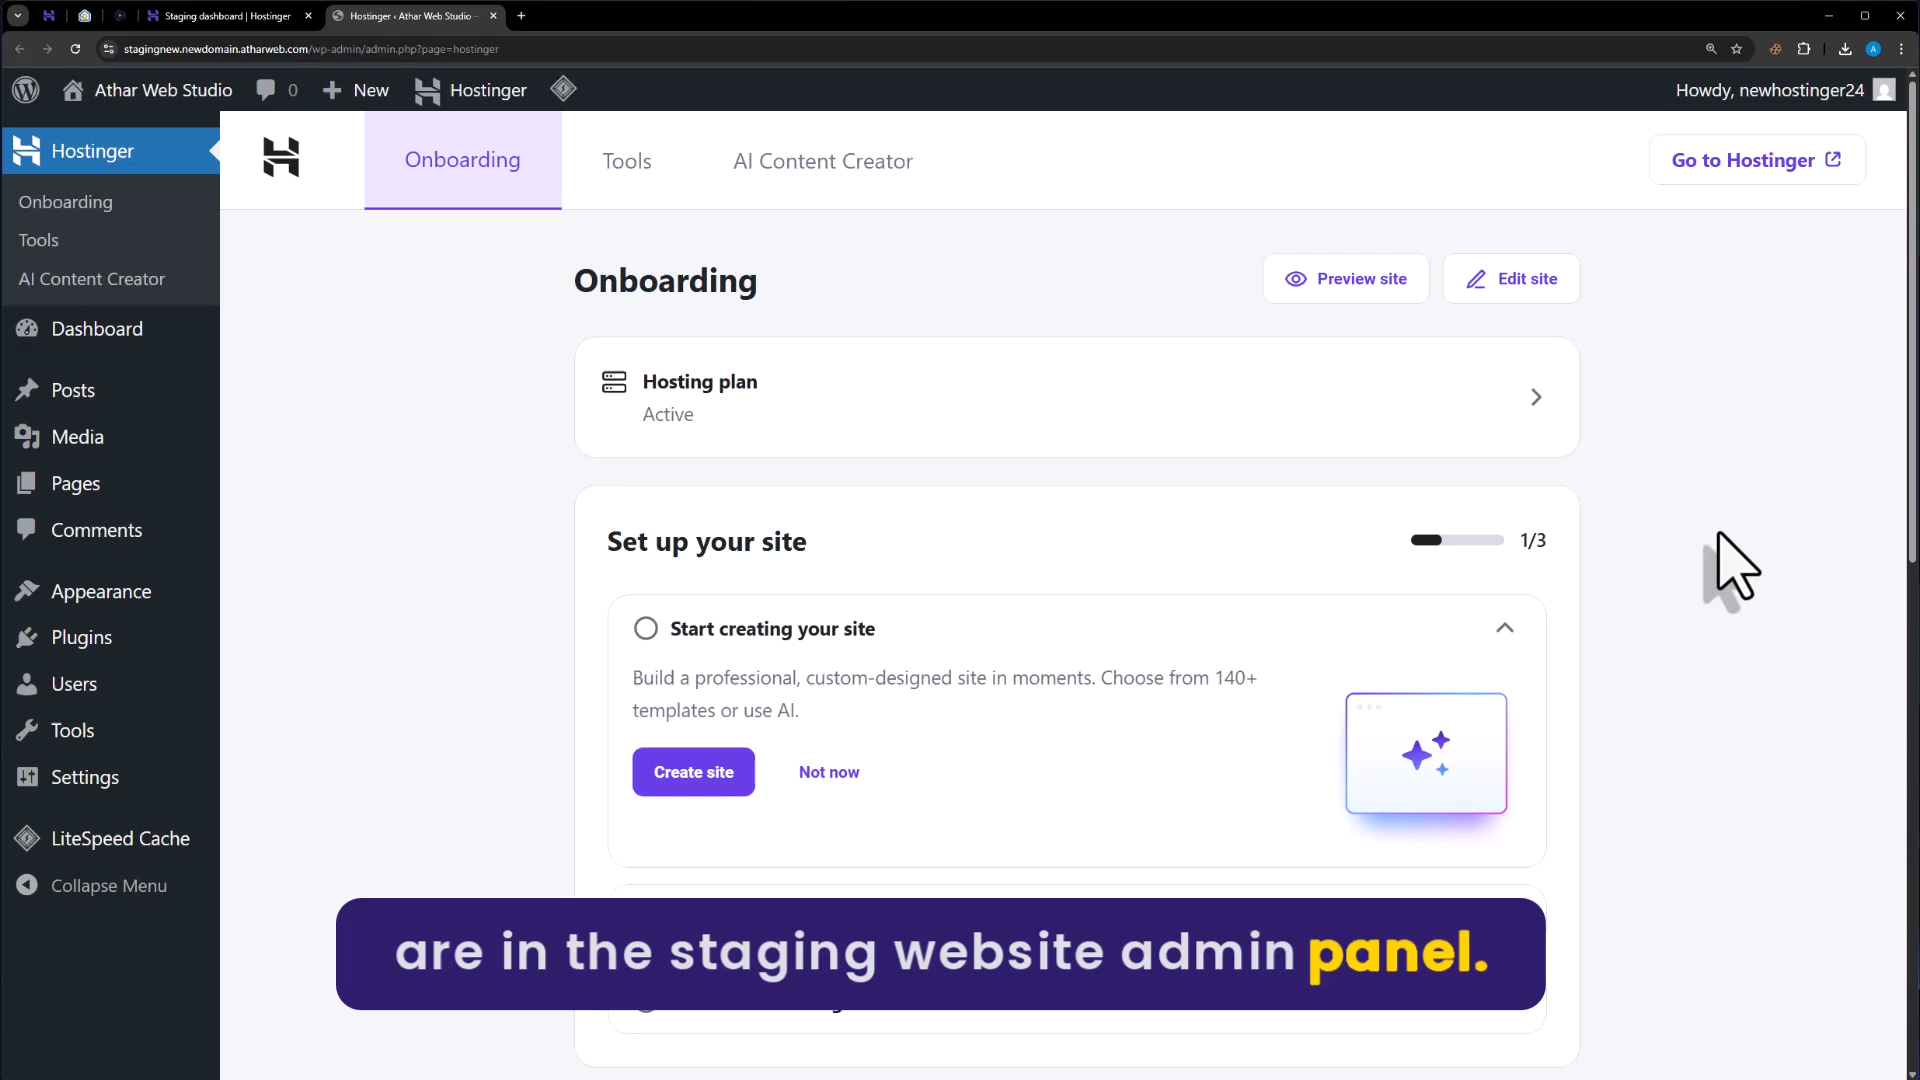 Staging dashboard | Hostinger
Hostinger ‹ Athar Web Studio –
stagingnew.newdomain.atharweb.com/wp-admin/admin.php?page=hostinger
A
Athar Web Studio
0
New
Hostinger
Howdy, newhostinger24
Hostinger
Onboarding
Tools
AI Content Creator
Dashboard
Posts
Media
Pages
Comments
Appearance
Plugins
Users
Tools
Settings
LiteSpeed Cache
Collapse Menu
Onboarding
Tools
AI Content Creator
Go to Hostinger
Onboarding
Preview site
Edit site
Hosting plan
Active
Set up your site
1/3
Start creating your site
Build a professional, custom-designed site in moments. Choose from 140+
templates or use AI.
Create site
Not now
are in the staging website admin panel.